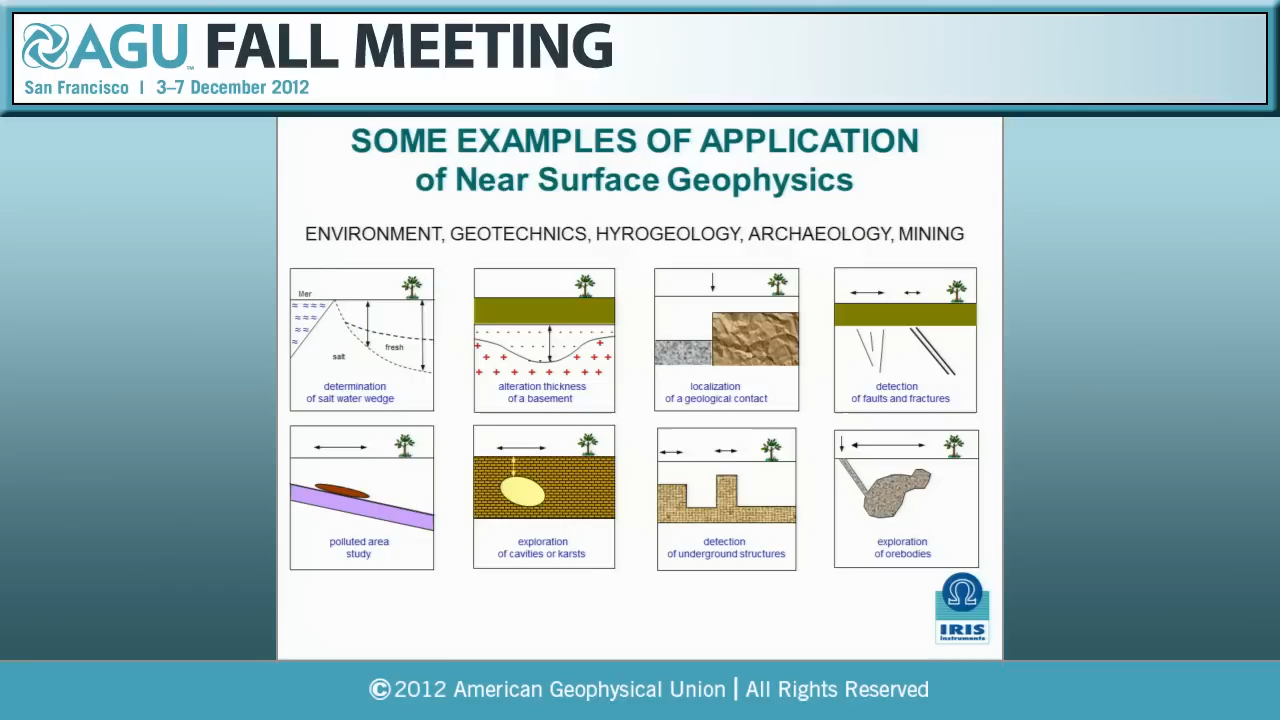 AGU™ FALL MEETING
San Francisco | 3–7 December 2012
SOME EXAMPLES OF APPLICATION
of Near Surface Geophysics
ENVIRONMENT, GEOTECHNICS, HYROGEOLOGY, ARCHAEOLOGY, MINING
Mer
salt
fresh
determination
of salt water wedge
alteration thickness
of a basement
localization
of a geological contact
detection
of faults and fractures
polluted area
study
exploration
of cavities or karsts
detection
of underground structures
exploration
of orebodies
Ω
IRIS
Instruments
© 2012 American Geophysical Union | All Rights Reserved